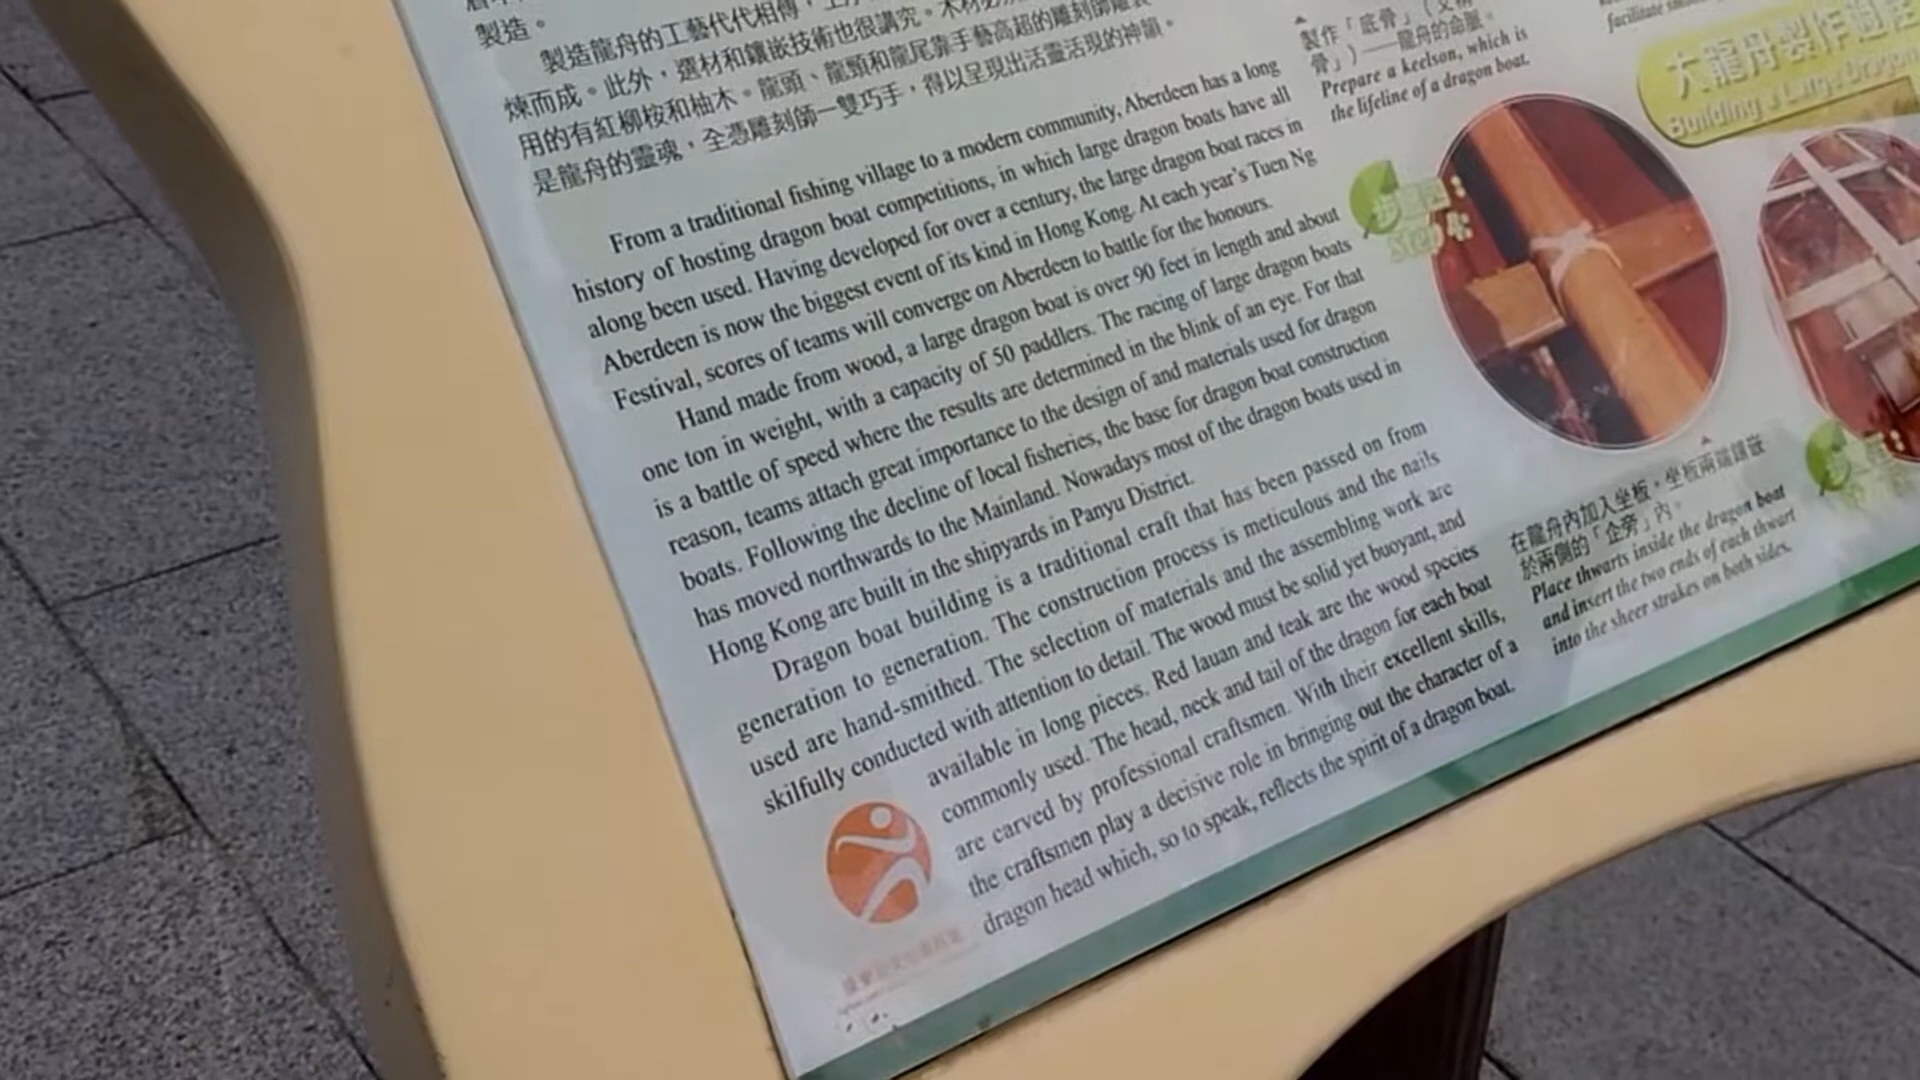 製造。
製造龍舟的工藝代代相傳，
煉而成。此外，選材和鑲嵌技術也很講究。木材必須
用的有紅柳桉和柚木。龍頭、龍頸和龍尾靠手藝高超的雕刻師雕製
是龍舟的靈魂，全憑雕刻師一雙巧手，得以呈現出活靈活現的神韻。
From a traditional fishing village to a modern community, Aberdeen has a long
history of hosting dragon boat competitions, in which large dragon boats have all
along been used. Having developed for over a century, the large dragon boat races in
Aberdeen is now the biggest event of its kind in Hong Kong. At each year's Tuen Ng
Festival, scores of teams will converge on Aberdeen to battle for the honours.
Hand made from wood, a large dragon boat is over 90 feet in length and about
one ton in weight, with a capacity of 50 paddlers. The racing of large dragon boats
is a battle of speed where the results are determined in the blink of an eye. For that
reason, teams attach great importance to the design of and materials used for dragon
boats. Following the decline of local fisheries, the base for dragon boat construction
has moved northwards to the Mainland. Nowadays most of the dragon boats used in
Hong Kong are built in the shipyards in Panyu District.
Dragon boat building is a traditional craft that has been passed on from
generation to generation. The construction process is meticulous and the nails
used are hand-smithed. The selection of materials and the assembling work are
skilfully conducted with attention to detail. The wood must be solid yet buoyant, and
available in long pieces. Red lauan and teak are the wood species
commonly used. The head, neck and tail of the dragon for each boat
are carved by professional craftsmen. With their excellent skills,
the craftsmen play a decisive role in bringing out the character of a
dragon head which, so to speak, reflects the spirit of a dragon boat.
製作「底骨」（又稱
骨」）──龍舟的命脈。
Prepare a keelson, which is
the lifeline of a dragon boat.
facilitate
大龍舟製作過程
Building a Large Dragon
Step 4
在龍舟內加入坐板，坐板兩端鑲嵌
於兩側的「企旁」內。
Place thwarts inside the dragon boat
and insert the two ends of each thwart
into the sheer strakes on both sides.